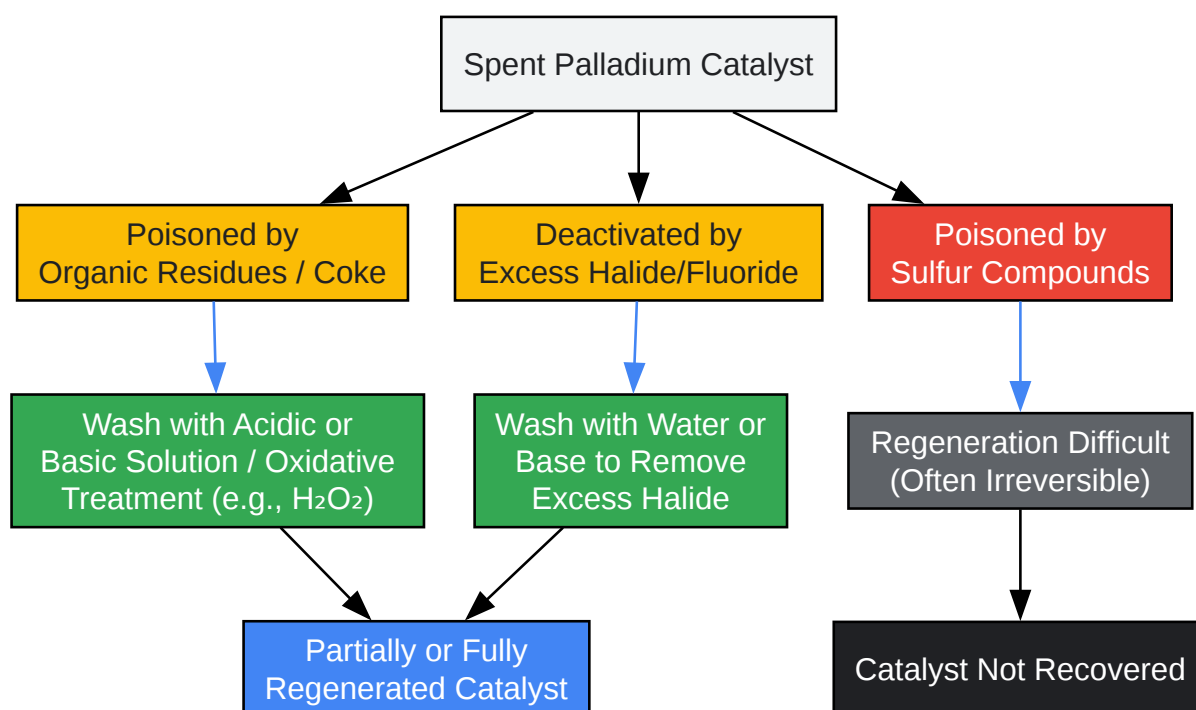 Spent Palladium Catalyst
Poisoned by
Organic Residues / Coke
Deactivated by
Excess Halide/Fluoride
Poisoned by
Sulfur Compounds
Wash with Acidic or
Basic Solution / Oxidative
Treatment (e.g., H₂O₂)
Wash with Water or
Base to Remove
Excess Halide
Regeneration Difficult
(Often Irreversible)
Partially or Fully
Regenerated Catalyst
Catalyst Not Recovered